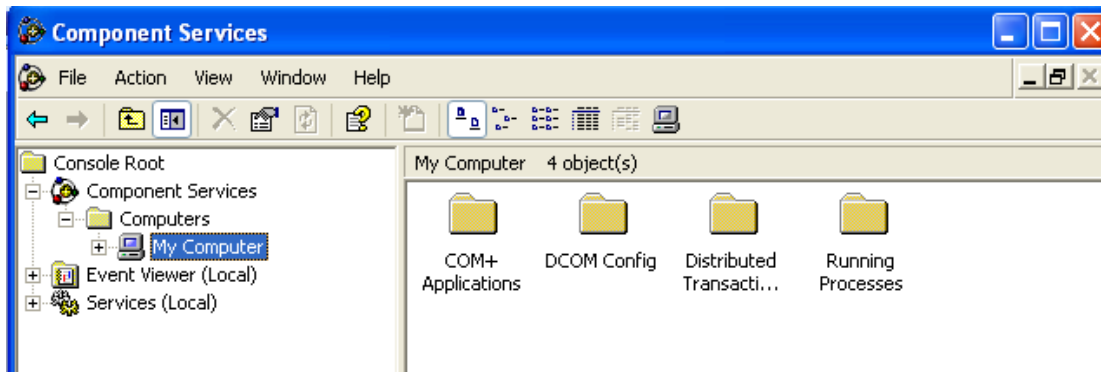 Component Services
File Action View Window Help
Console Root
Component Services
Computers
My Computer
Event Viewer (Local)
Services (Local)
My Computer 4 object(s)
COM+
Applications
DCOM Config
Distributed
Transacti...
Running
Processes